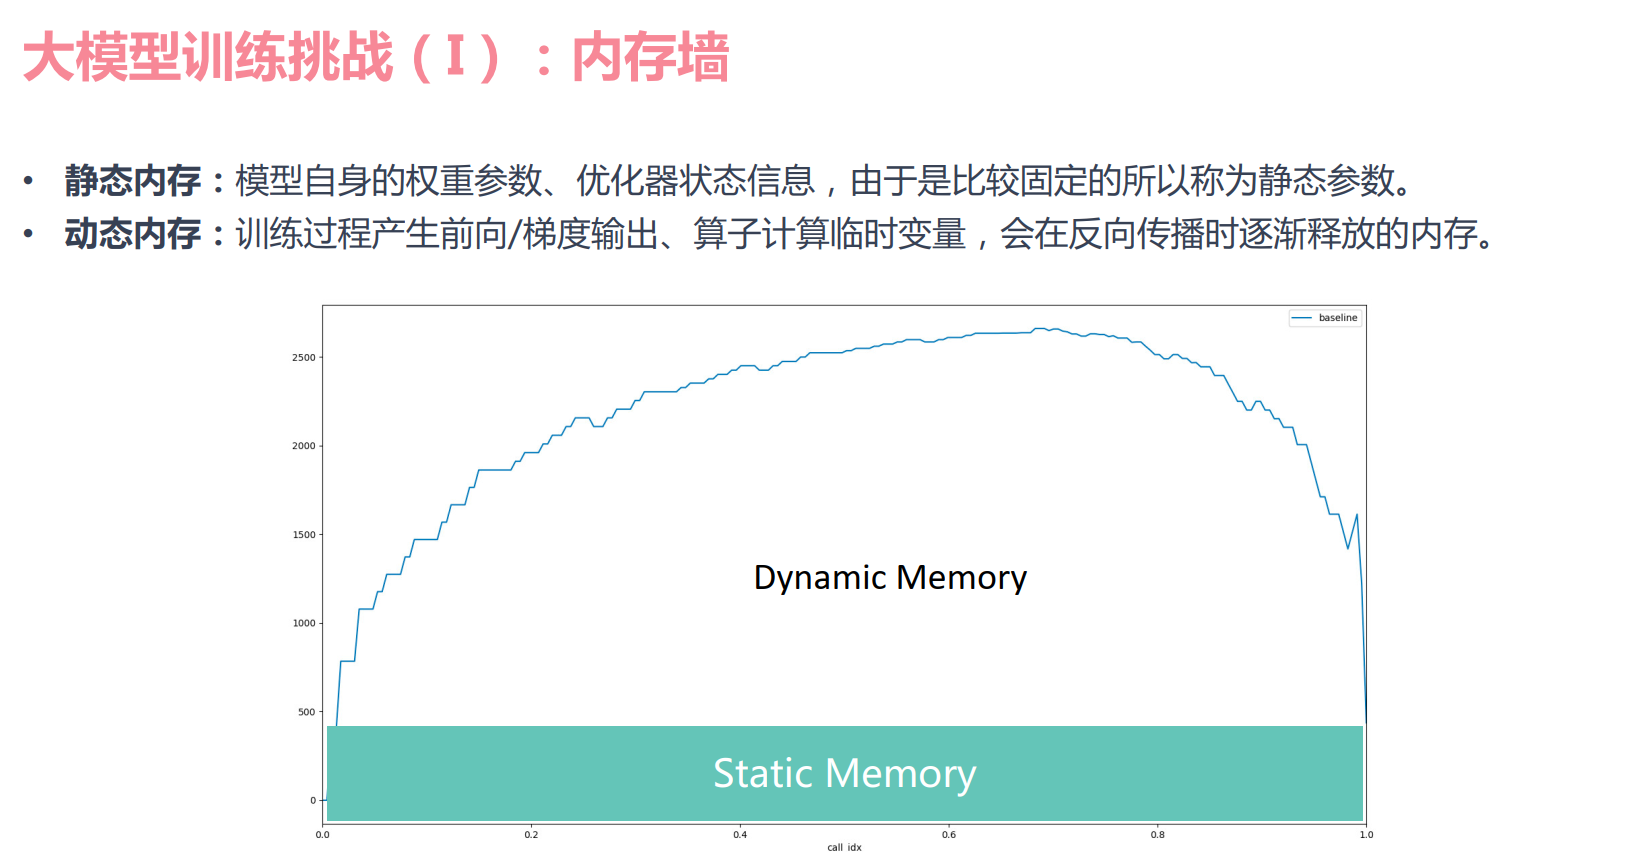 大模型训练挑战（I）：内存墙
• 静态内存：模型自身的权重参数、优化器状态信息，由于是比较固定的所以称为静态参数。
• 动态内存：训练过程产生前向/梯度输出、算子计算临时变量，会在反向传播时逐渐释放的内存。
baseline
2500
2000
1500
Dynamic Memory
1000
500
Static Memory
0
0.0 0.2 0.4 0.6 0.8 1.0
call_idx